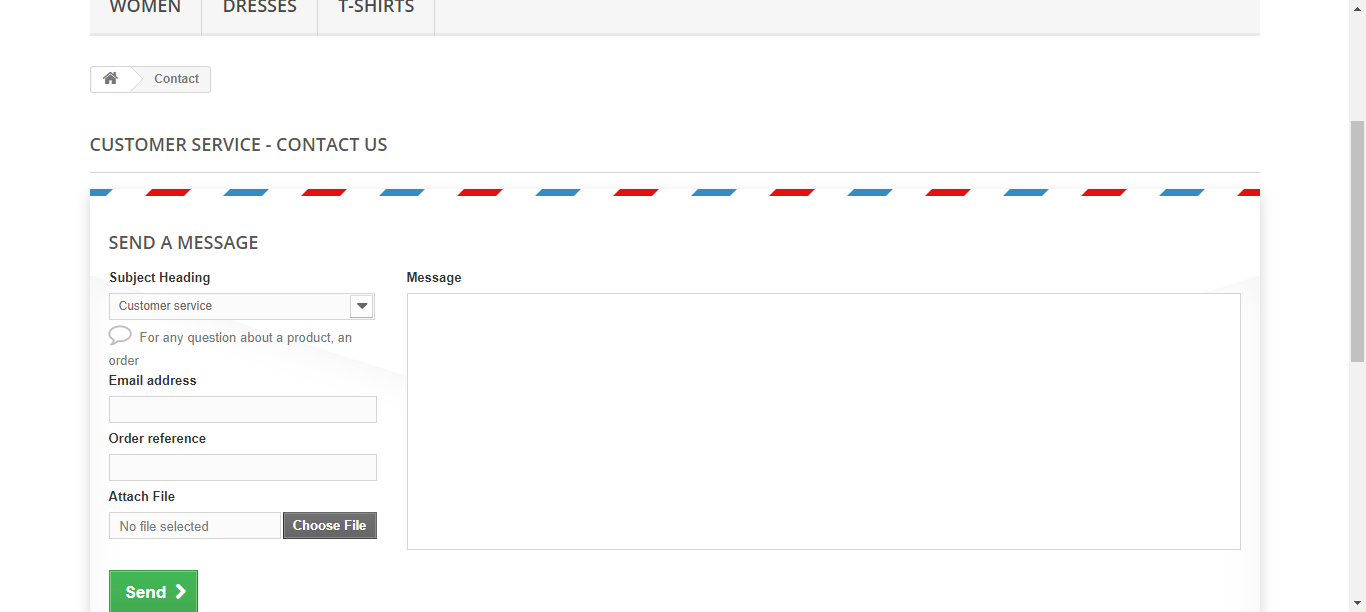 WOMEN DRESSES T-SHIRTS
Contact
CUSTOMER SERVICE - CONTACT US
SEND A MESSAGE
Subject Heading
Customer service
For any question about a product, an
order
Email address
Order reference
Attach File
No file selected Choose File
Send
Message